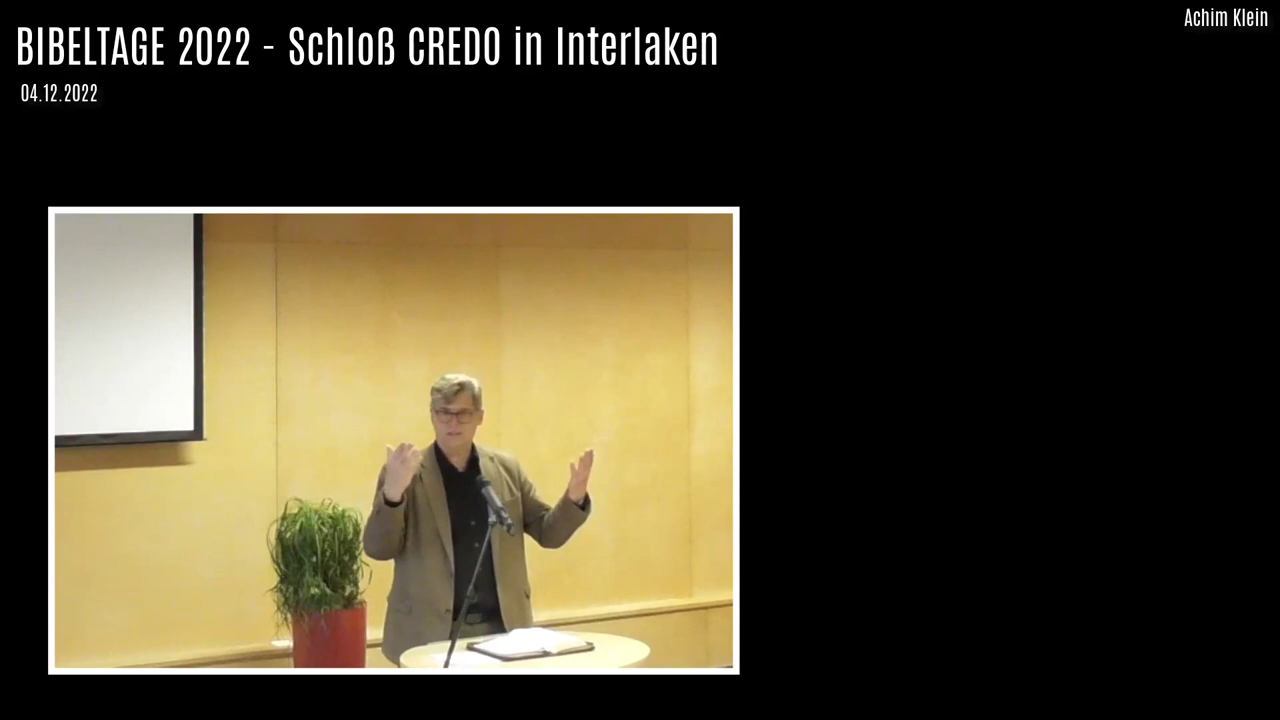 Achim Klein
BIBELTAGE 2022 - Schloß CREDO in Interlaken
04.12.2022